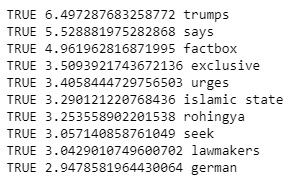 TRUE 6.497287683258772 trumps
TRUE 5.528881975282868 says
TRUE 4.961962816871995 factbox
TRUE 3.5093921743672136 exclusive
TRUE 3.4058444729756503 urges
TRUE 3.290121220768436 islamic state
TRUE 3.253558902201538 rohingya
TRUE 3.057140858761049 seek
TRUE 3.0429010749600702 lawmakers
TRUE 2.9478581964430064 german